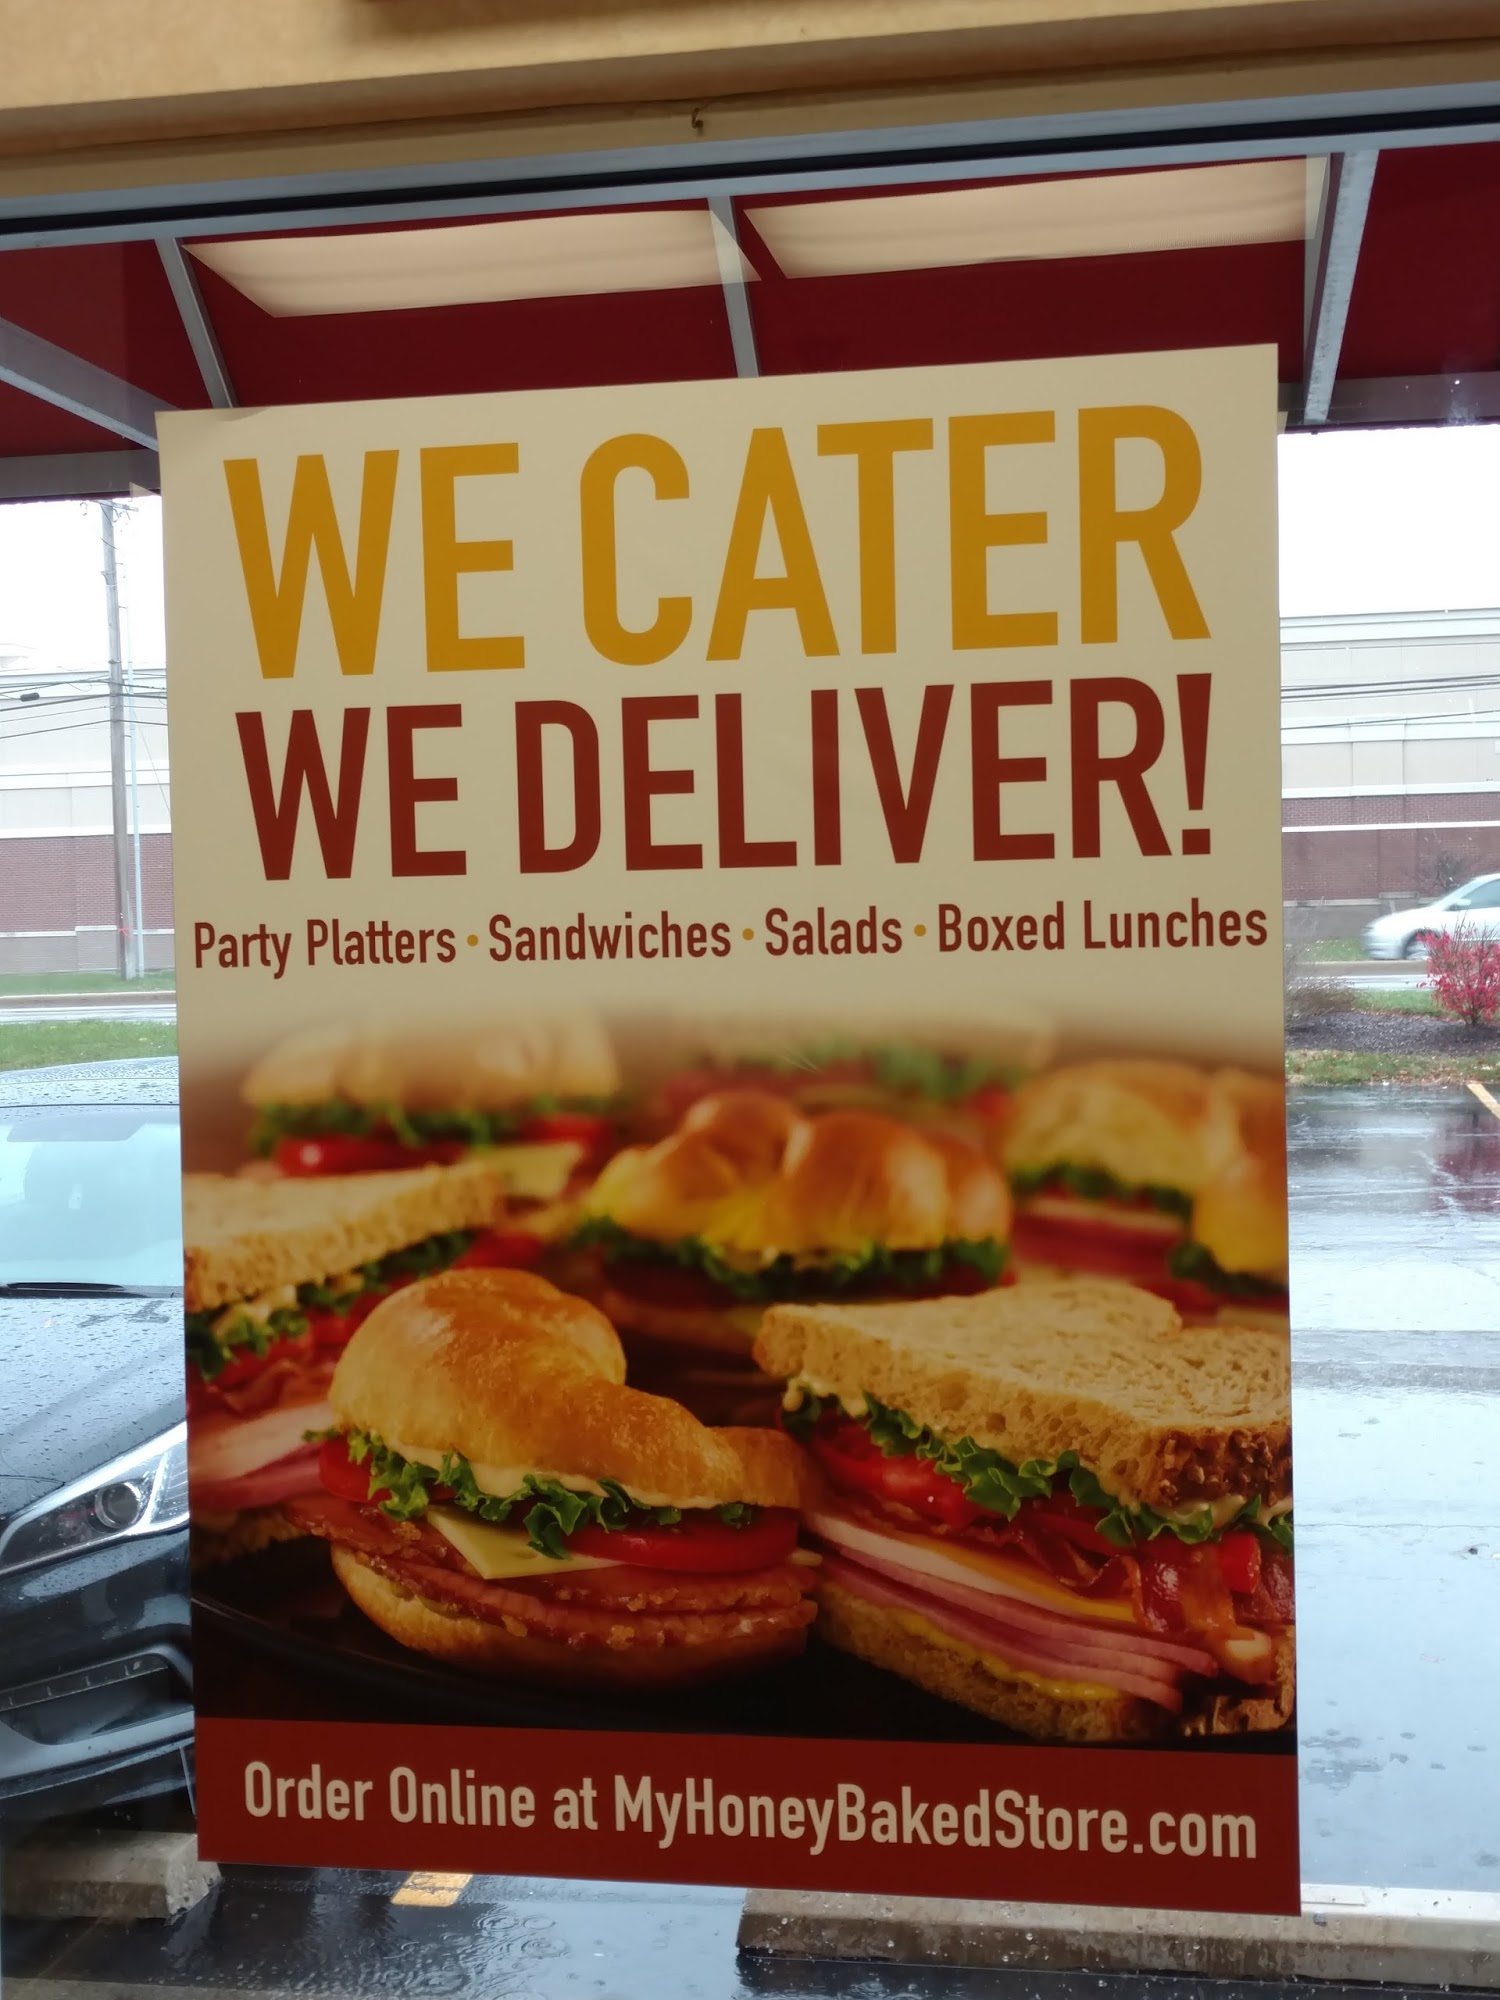 WE CATER
WE DELIVER!
Party Platters • Sandwiches • Salads • Boxed Lunches
Order Online at MyHoneyBakedStore.com